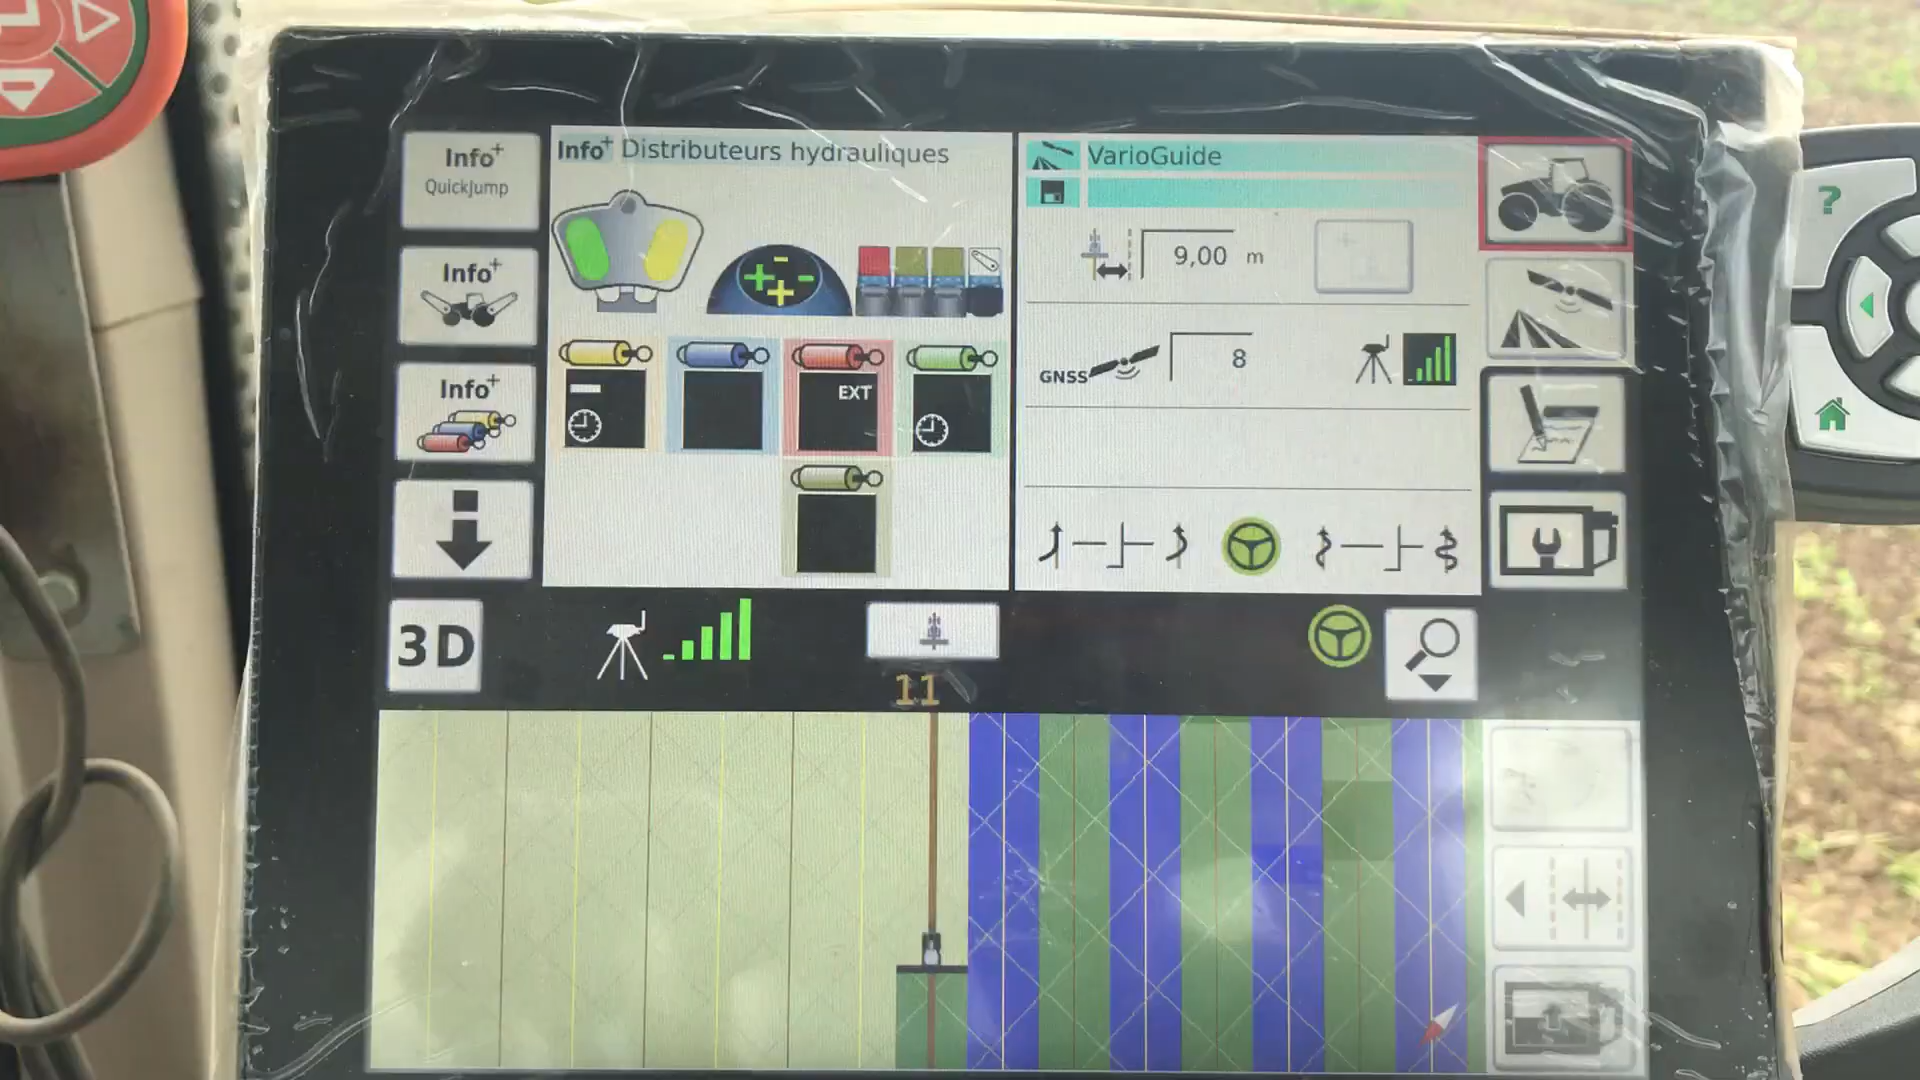 Info+
QuickJump
Info+
Info+
Info+ Distributeurs hydrauliques
EXT
VarioGuide
9,00 m
GNSS
8
?
3D
11